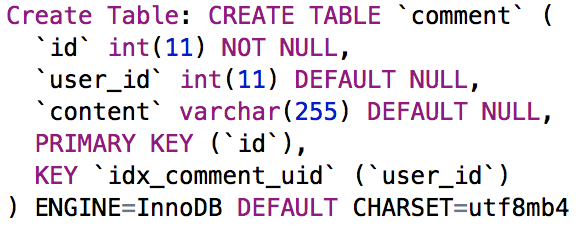 Create Table: CREATE TABLE `comment` (
  `id` int(11) NOT NULL,
  `user_id` int(11) DEFAULT NULL,
  `content` varchar(255) DEFAULT NULL,
  PRIMARY KEY (`id`),
  KEY `idx_comment_uid` (`user_id`)
) ENGINE=InnoDB DEFAULT CHARSET=utf8mb4